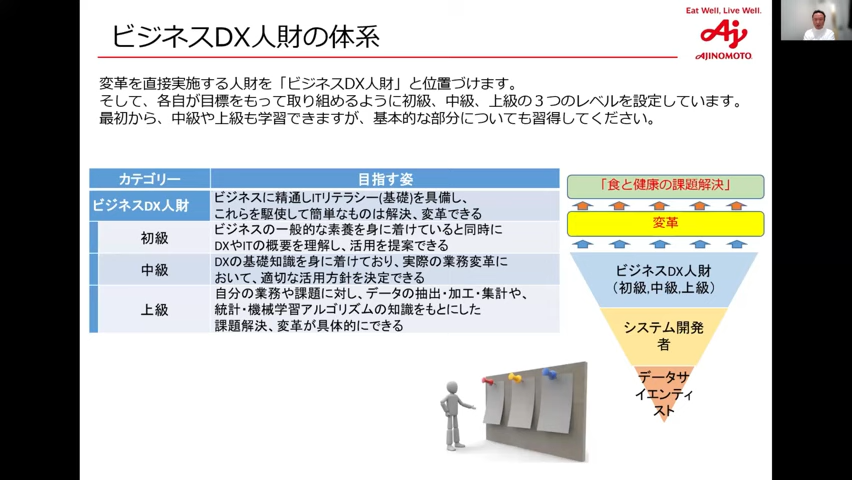 ビジネスDX人財の体系
Eat Well, Live Well.
AJINOMOTO
変革を直接実施する人財を「ビジネスDX人財」と位置づけます。
そして、各自が目標をもって取り組めるように初級、中級、上級の３つのレベルを設定しています。
最初から、中級や上級も学習できますが、基本的な部分についても習得してください。
カテゴリー
目指す姿
ビジネスDX人財
ビジネスに精通しITリテラシー(基礎)を具備し、
これらを駆使して簡単なものは解決、変革できる
初級
ビジネスの一般的な素養を身に着けていると同時に
DXやITの概要を理解し、活用を提案できる
中級
DXの基礎知識を身に着けており、実際の業務変革に
おいて、適切な活用方針を決定できる
上級
自分の業務や課題に対し、データの抽出・加工・集計や、
統計・機械学習アルゴリズムの知識をもとにした
課題解決、変革が具体的にできる
「食と健康の課題解決」
変革
ビジネスDX人財
（初級,中級,上級）
システム開発
者
データサ
イエンティ
スト